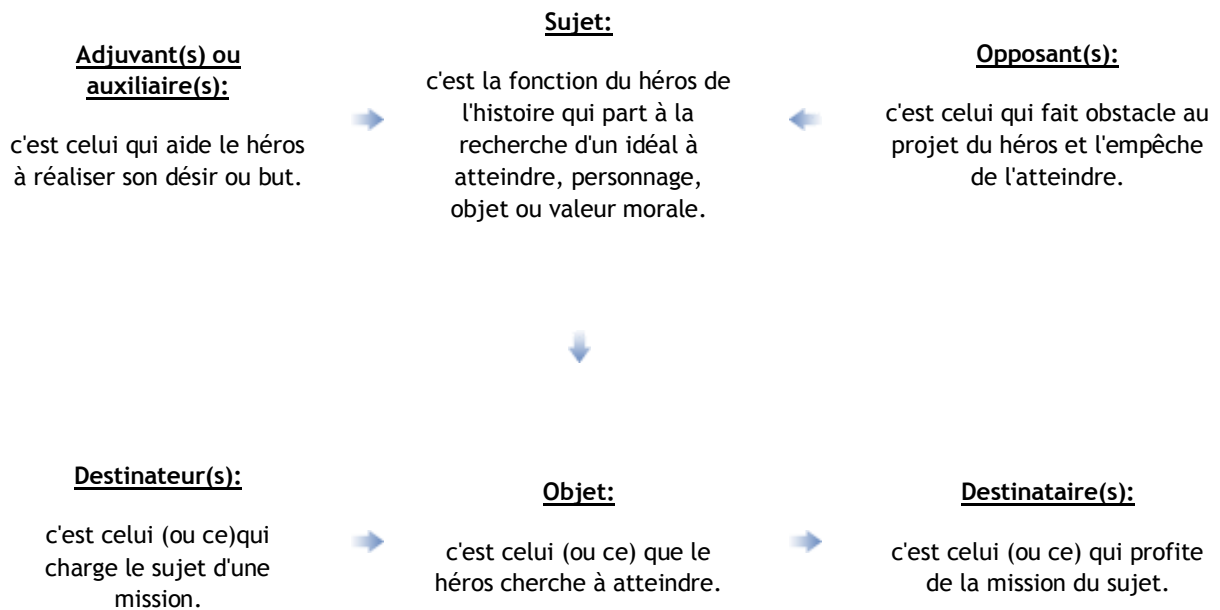 Adjuvant(s) ou
auxiliaire(s):
c'est celui qui aide le héros
à réaliser son désir ou but.
Sujet:
c'est la fonction du héros de
l'histoire qui part à la
recherche d'un idéal à
atteindre, personnage,
objet ou valeur morale.
Opposant(s):
c'est celui qui fait obstacle au
projet du héros et l'empêche
de l'atteindre.
Destinateur(s):
c'est celui (ou ce)qui
charge le sujet d'une
mission.
Objet:
c'est celui (ou ce) que le
héros cherche à atteindre.
Destinataire(s):
c'est celui (ou ce) qui profite
de la mission du sujet.